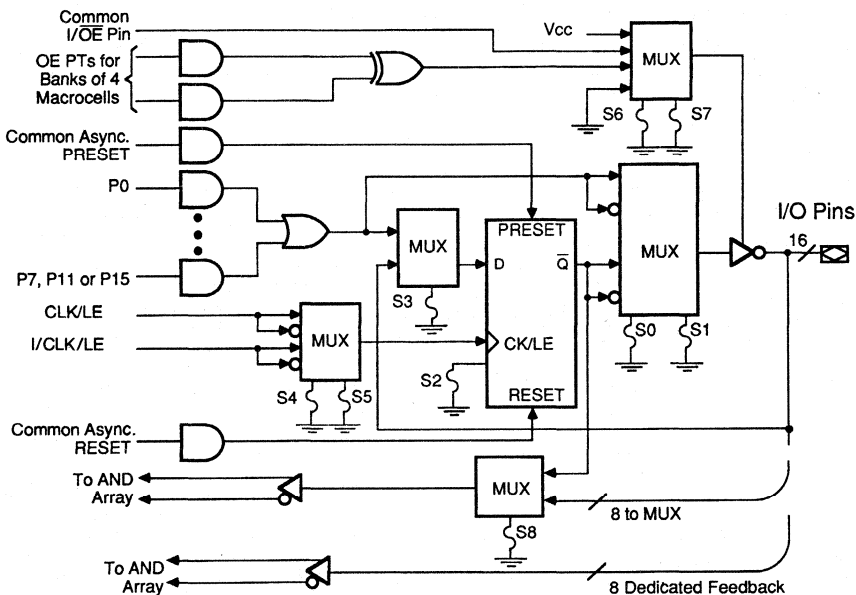 Common
I/OE Pin
Vcc
OE PTs for
Banks of 4
Macrocells
MUX
S6
S7
Common Async.
PRESET
P0
I/O Pins
16
PRESET
MUX
MUX
D
Q
P7, P11 or P15
S3
CLK/LE
I/CLK/LE
MUX
CK/LE
S0
S1
S2
S4
S5
RESET
Common Async.
RESET
To AND
Array
MUX
8 to MUX
S8
To AND
Array
8 Dedicated Feedback